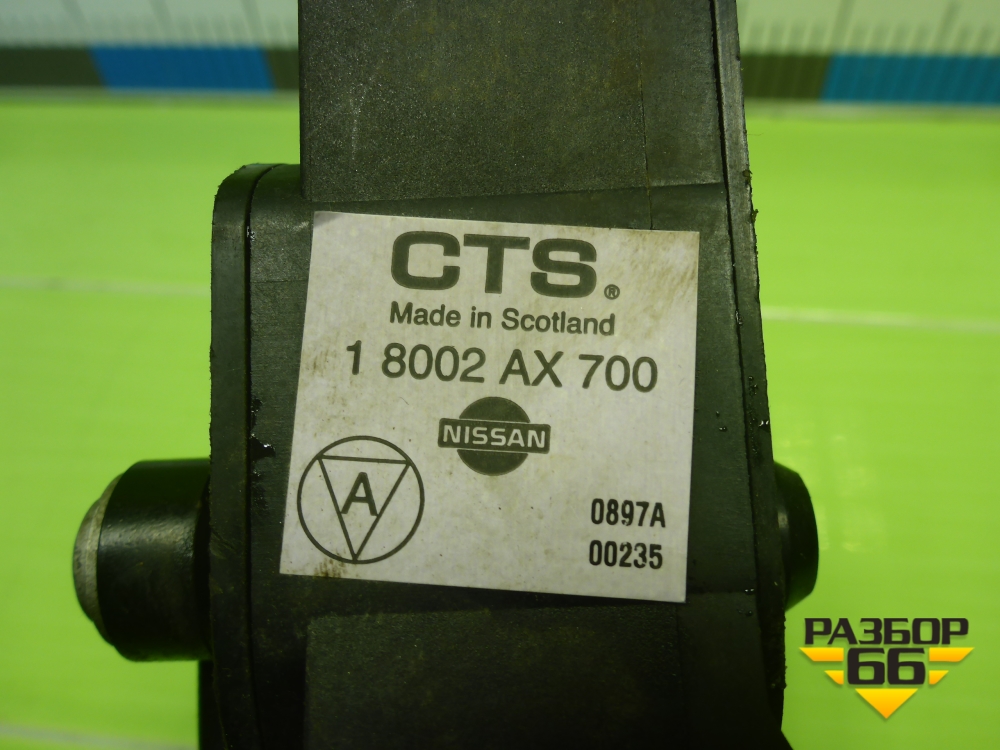 CTS®
Made in Scotland
1 8002 AX 700
NISSAN
A
0897A
00235
РАЗБОР
66